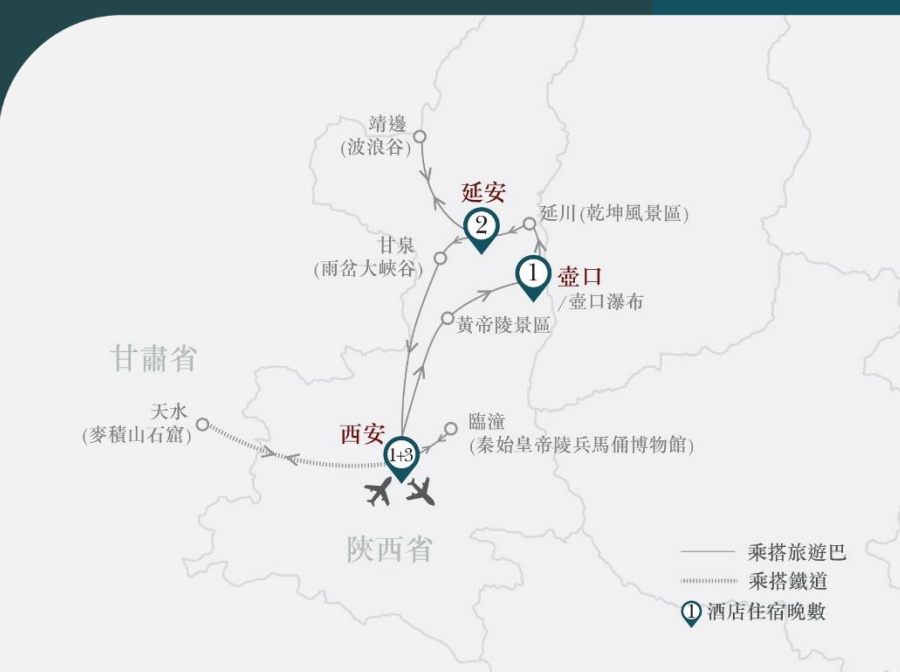 靖邊
(波浪谷)
延安
2
延川(乾坤風景區)
甘泉
(雨岔大峽谷)
1
壺口
/壺口瀑布
黃帝陵景區
甘肅省
天水
(麥積山石窟)
西安
1+3
臨潼
(秦始皇帝陵兵馬俑博物館)
陝西省
乘搭旅遊巴
乘搭鐵道
1 酒店住宿晚數